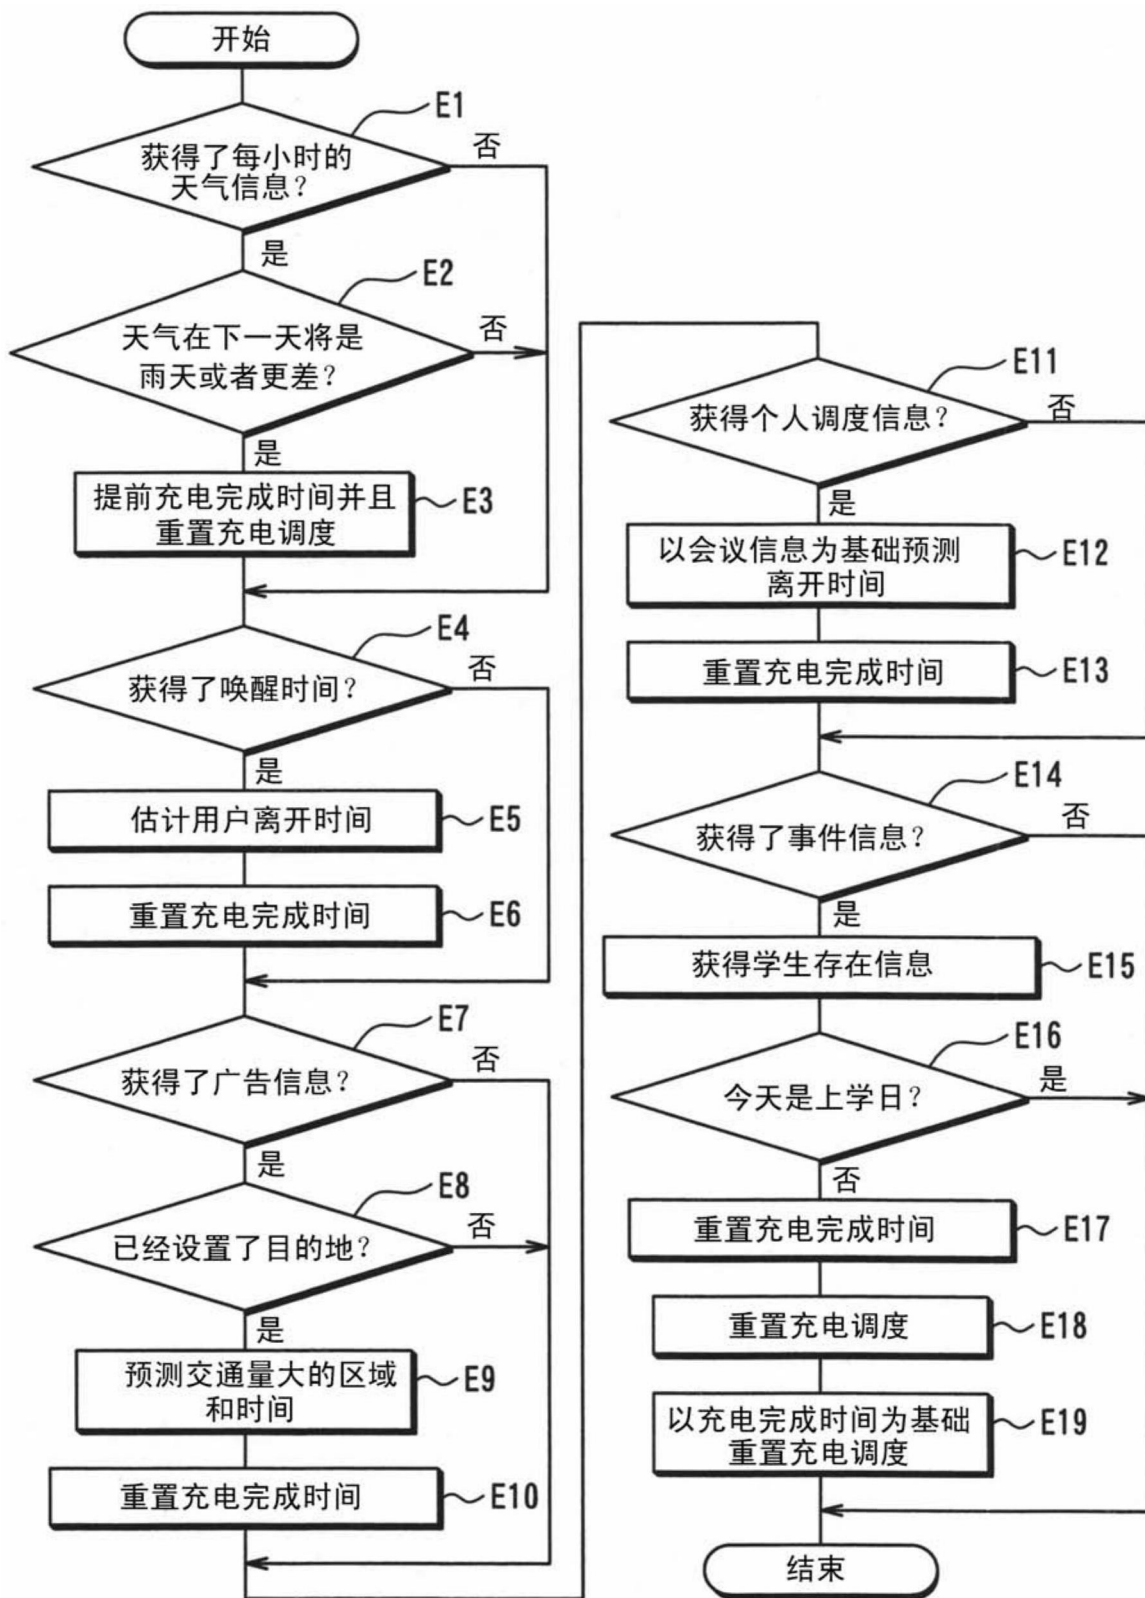 开始
E1
获得了每小时的
天气信息？
否
是
E2
天气在下一天将是
雨天或者更差？
否
是
提前充电完成时间并且
重置充电调度
E3
E4
获得了唤醒时间？
否
是
估计用户离开时间
E5
重置充电完成时间
E6
E7
获得了广告信息？
否
是
E8
已经设置了目的地？
否
是
预测交通量大的区域
和时间
E9
重置充电完成时间
E10
E11
获得个人调度信息？
否
是
以会议信息为基础预测
离开时间
E12
重置充电完成时间
E13
E14
获得了事件信息？
否
是
获得学生存在信息
E15
E16
今天是上学日？
是
否
重置充电完成时间
E17
重置充电调度
E18
以充电完成时间为基础
重置充电调度
E19
结束